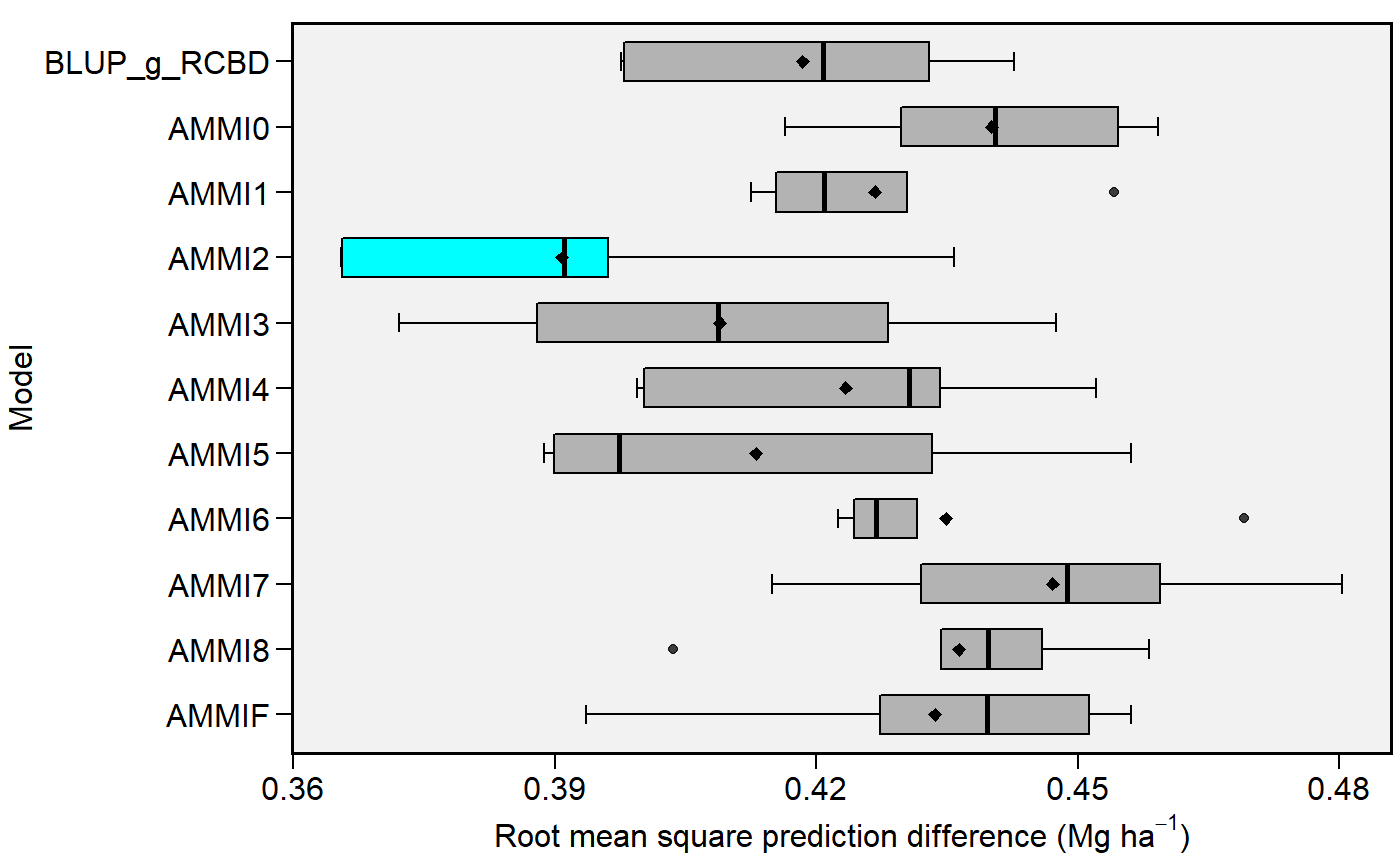 BLUP_g_RCBD
AMMI0
AMMI1
AMMI2
AMMI3
AMMI4
AMMI5
AMMI6
AMMI7
AMMI8
AMMIF
Model
0.36 0.39 0.42 0.45 0.48
Root mean square prediction difference (Mg ha⁻¹)